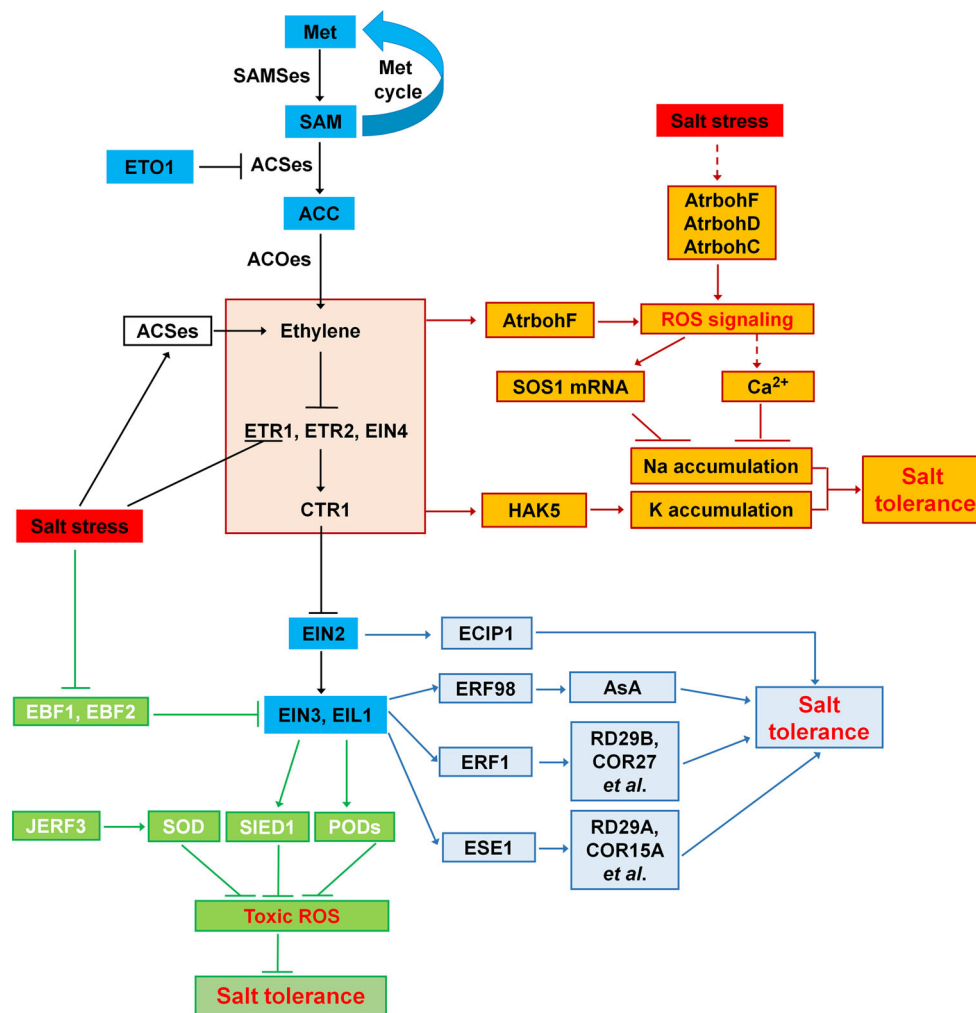 Met
SAMSes
Met
cycle
SAM
Salt stress
ETO1
ACSes
ACC
AtrbohF
AtrbohD
AtrbohC
ACOes
ACSes
Ethylene
AtrbohF
ROS signaling
SOS1 mRNA
Ca²⁺
ETR1, ETR2, EIN4
Na accumulation
Salt
tolerance
CTR1
HAK5
K accumulation
Salt stress
EIN2
ECIP1
EBF1, EBF2
EIN3, EIL1
ERF98
AsA
Salt
tolerance
ERF1
RD29B,
COR27
et al.
JERF3
SOD
SIED1
PODs
ESE1
RD29A,
COR15A
et al.
Toxic ROS
Salt tolerance